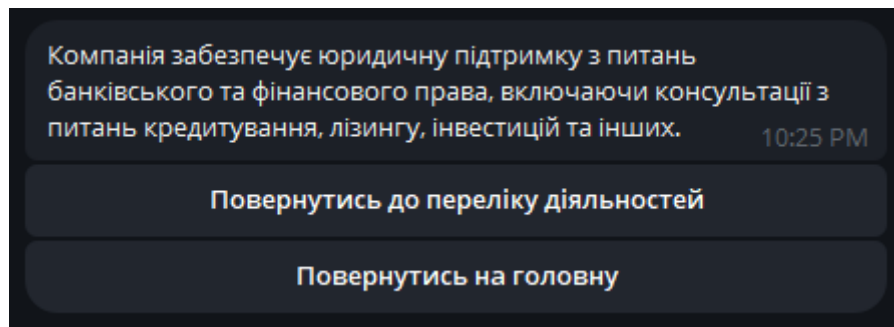 Компанія забезпечує юридичну підтримку з питань
банківського та фінансового права, включаючи консультації з
питань кредитування, лізингу, інвестицій та інших.
10:25 PM
Повернутись до переліку діяльностей
Повернутись на головну